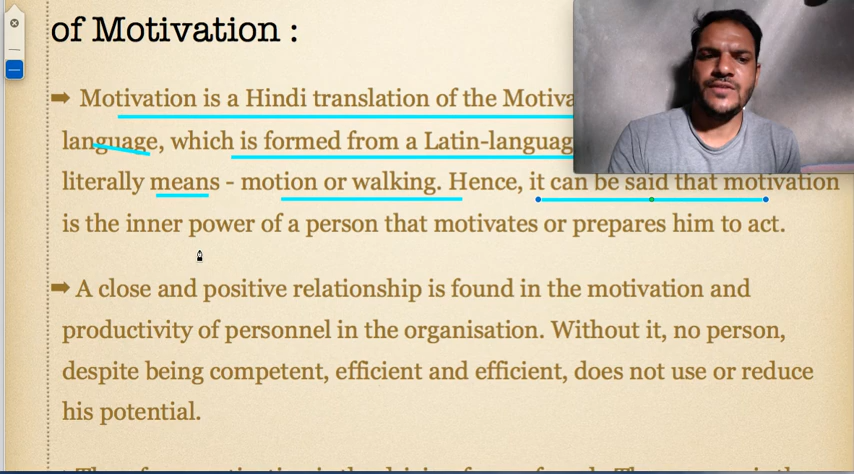 of Motivation :
➡ Motivation is a Hindi translation of the Motiva
language, which is formed from a Latin-languag
literally means - motion or walking. Hence, it can be said that motivation
is the inner power of a person that motivates or prepares him to act.
➡ A close and positive relationship is found in the motivation and
productivity of personnel in the organisation. Without it, no person,
despite being competent, efficient and efficient, does not use or reduce
his potential.